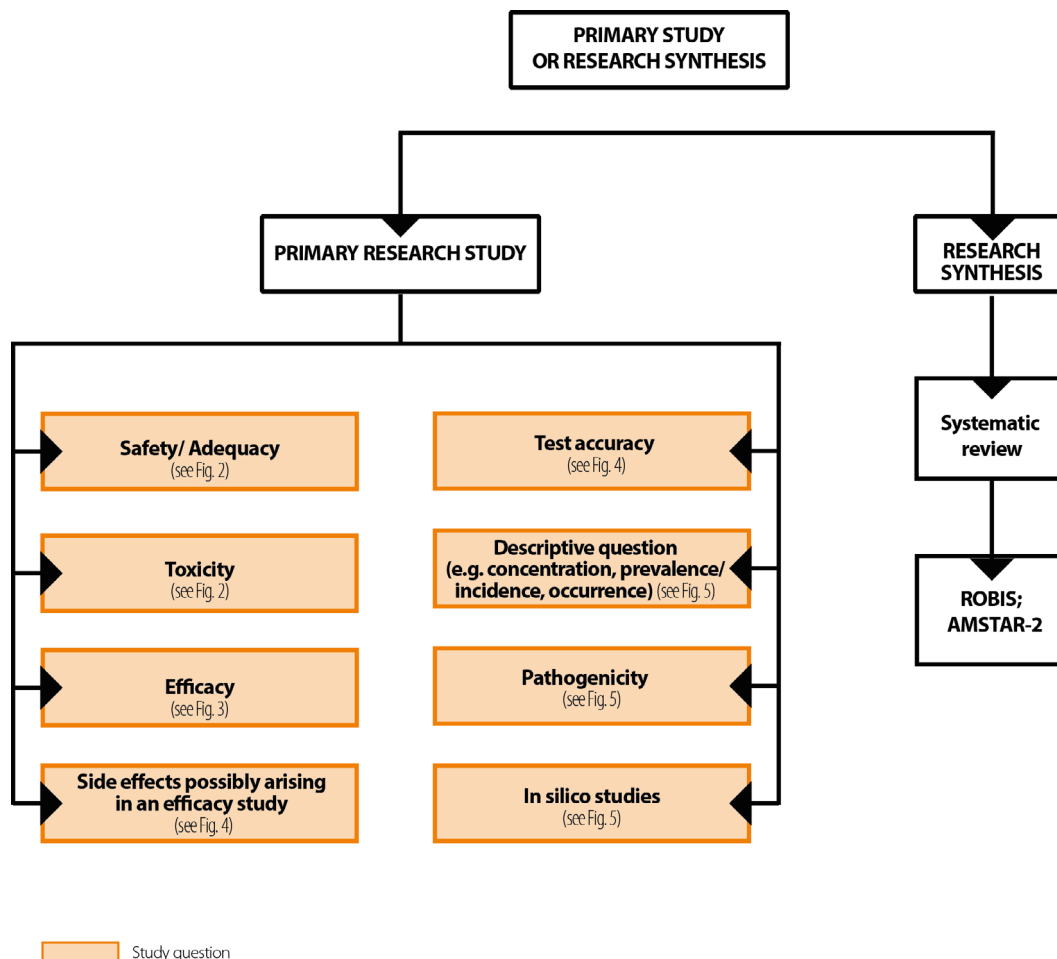 PRIMARY STUDY
OR RESEARCH SYNTHESIS
PRIMARY RESEARCH STUDY
RESEARCH
SYNTHESIS
Safety/ Adequacy
(see Fig. 2)
Toxicity
(see Fig. 2)
Efficacy
(see Fig. 3)
Side effects possibly arising
in an efficacy study
(see Fig. 4)
Test accuracy
(see Fig. 4)
Descriptive question
(e.g. concentration, prevalence/
incidence, occurrence) (see Fig. 5)
Pathogenicity
(see Fig. 5)
In silico studies
(see Fig. 5)
Systematic
review
ROBIS;
AMSTAR-2
Study question